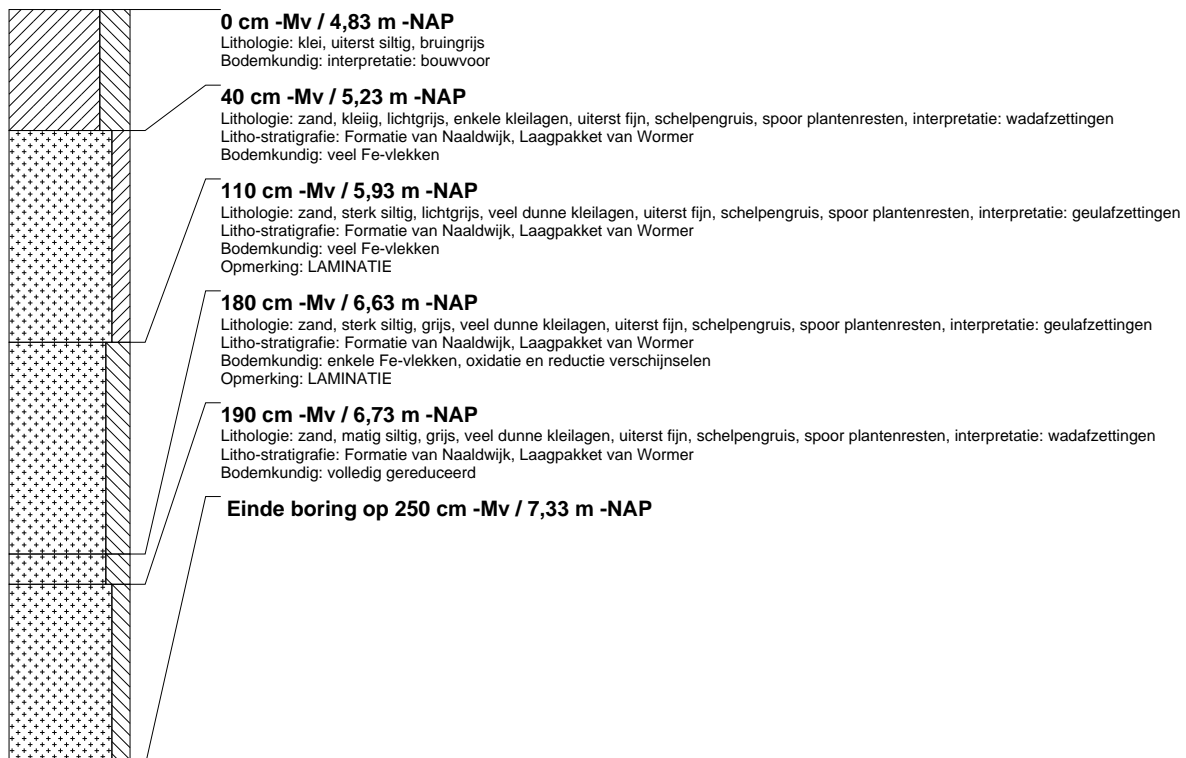 0 cm -Mv / 4,83 m -NAP
Lithologie: klei, uiterst siltig, bruingrijs
Bodemkundig: interpretatie: bouwvoor
40 cm -Mv / 5,23 m -NAP
Lithologie: zand, kleiig, lichtgrijs, enkele kleilagen, uiterst fijn, schelpengruis, spoor plantenresten, interpretatie: wadafzettingen
Litho-stratigrafie: Formatie van Naaldwijk, Laagpakket van Wormer
Bodemkundig: veel Fe-vlekken
110 cm -Mv / 5,93 m -NAP
Lithologie: zand, sterk siltig, lichtgrijs, veel dunne kleilagen, uiterst fijn, schelpengruis, spoor plantenresten, interpretatie: geulafzettingen
Litho-stratigrafie: Formatie van Naaldwijk, Laagpakket van Wormer
Bodemkundig: veel Fe-vlekken
Opmerking: LAMINATIE
180 cm -Mv / 6,63 m -NAP
Lithologie: zand, sterk siltig, grijs, veel dunne kleilagen, uiterst fijn, schelpengruis, spoor plantenresten, interpretatie: geulafzettingen
Litho-stratigrafie: Formatie van Naaldwijk, Laagpakket van Wormer
Bodemkundig: enkele Fe-vlekken, oxidatie en reductie verschijnselen
Opmerking: LAMINATIE
190 cm -Mv / 6,73 m -NAP
Lithologie: zand, matig siltig, grijs, veel dunne kleilagen, uiterst fijn, schelpengruis, spoor plantenresten, interpretatie: wadafzettingen
Litho-stratigrafie: Formatie van Naaldwijk, Laagpakket van Wormer
Bodemkundig: volledig gereduceerd
Einde boring op 250 cm -Mv / 7,33 m -NAP